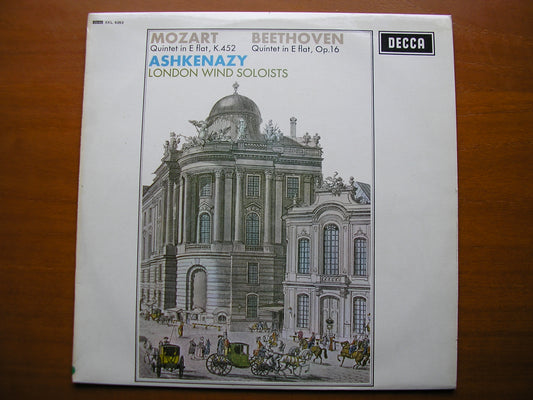 MOZART BEETHOVEN
Quintet in E flat, K.452 Quintet in E flat, Op.16
ASHKENAZY
LONDON WIND SOLOISTS
DECCA